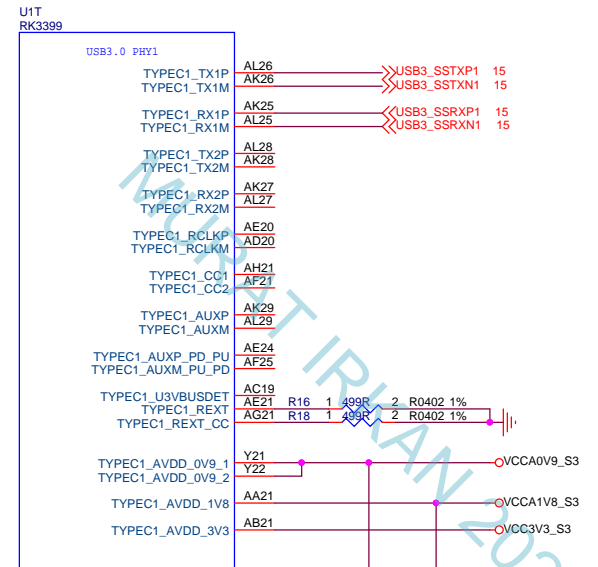 U1T
RK3399
USB3.0 PHY1
TYPEC1_TX1P AL26 USB3_SSTXP1 15
TYPEC1_TX1M AK26 USB3_SSTXN1 15
TYPEC1_RX1P AK25 USB3_SSRXP1 15
TYPEC1_RX1M AL25 USB3_SSRXN1 15
TYPEC1_TX2P AL28
TYPEC1_TX2M AK28
TYPEC1_RX2P AK27
TYPEC1_RX2M AL27
TYPEC1_RCLKP AE20
TYPEC1_RCLKM AD20
TYPEC1_CC1 AH21
TYPEC1_CC2 AF21
TYPEC1_AUXP AK29
TYPEC1_AUXM AL29
TYPEC1_AUXP_PD_PU AE24
TYPEC1_AUXM_PU_PD AF25
TYPEC1_U3VBUSDET AC19
TYPEC1_REXT AE21 R16 1 499R 2 R0402 1%
TYPEC1_REXT_CC AG21 R18 1 499R 2 R0402 1%
TYPEC1_AVDD_0V9_1 Y21 VCCA0V9_S3
TYPEC1_AVDD_0V9_2 Y22
TYPEC1_AVDD_1V8 AA21 VCCA1V8_S3
TYPEC1_AVDD_3V3 AB21 VCC3V3_S3
MURAT IRKAN